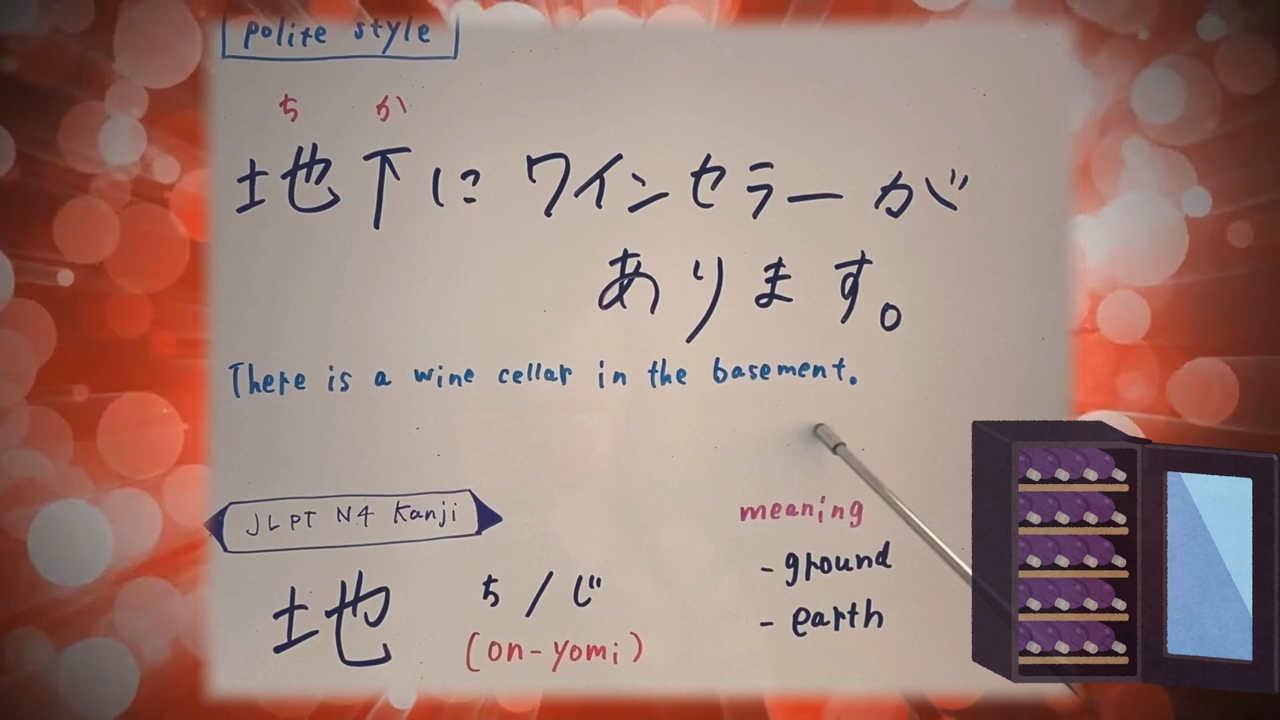 polite style
ち か
地下に ワインセラーが
あります。
There is a wine cellar in the basement.
JLPT N4 Kanji
地
ち / じ
(on-yomi)
meaning
- ground
- earth